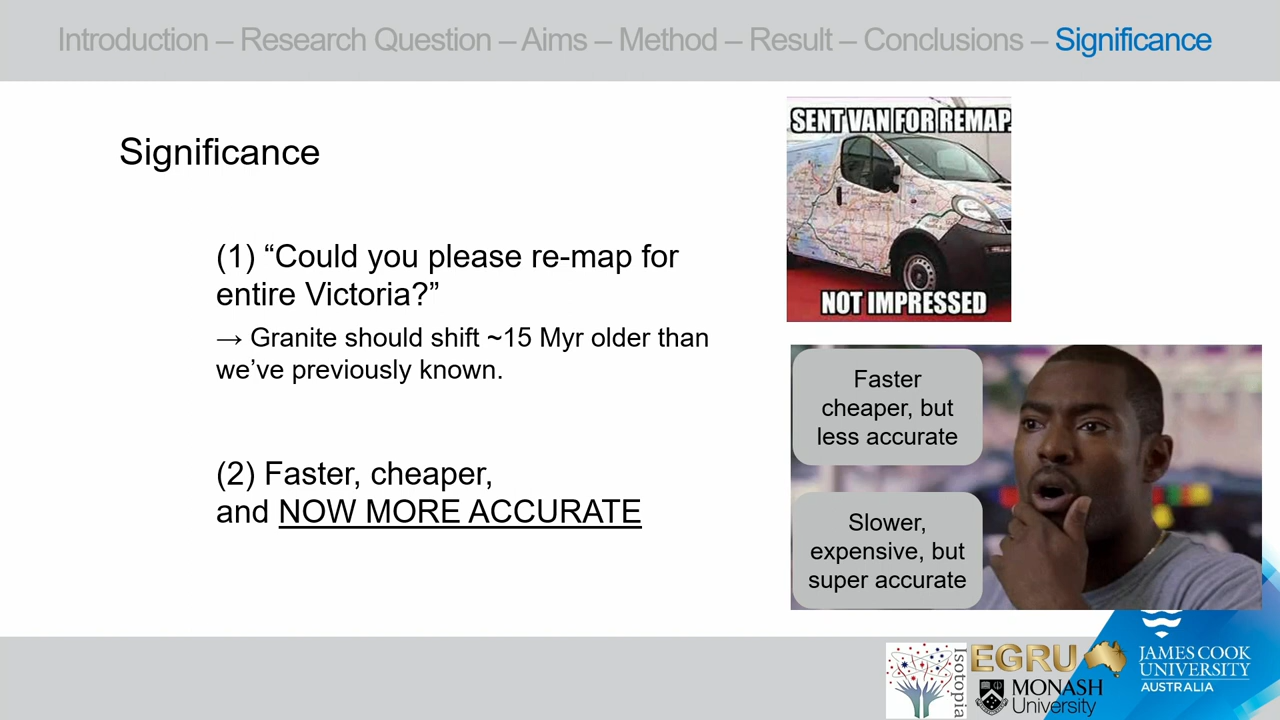 Introduction – Research Question – Aims – Method – Result – Conclusions – Significance
Significance
(1) “Could you please re-map for
entire Victoria?”
→ Granite should shift ~15 Myr older than
we’ve previously known.
(2) Faster, cheaper,
and NOW MORE ACCURATE
SENT VAN FOR REMAP
NOT IMPRESSED
Faster
cheaper, but
less accurate
Slower,
expensive, but
super accurate
Isotopia
EGRU
MONASH
University
JAMES COOK
UNIVERSITY
AUSTRALIA